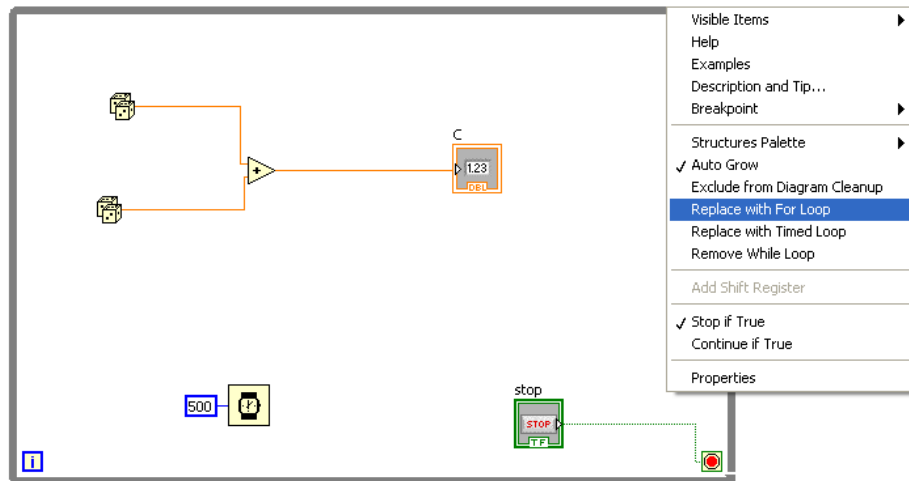 Visible Items
Help
Examples
Description and Tip...
Breakpoint
Structures Palette
Auto Grow
Exclude from Diagram Cleanup
Replace with For Loop
Replace with Timed Loop
Remove While Loop
Add Shift Register
Stop if True
Continue if True
Properties
C
1.23
DBL
+
500
stop
STOP
TF
i